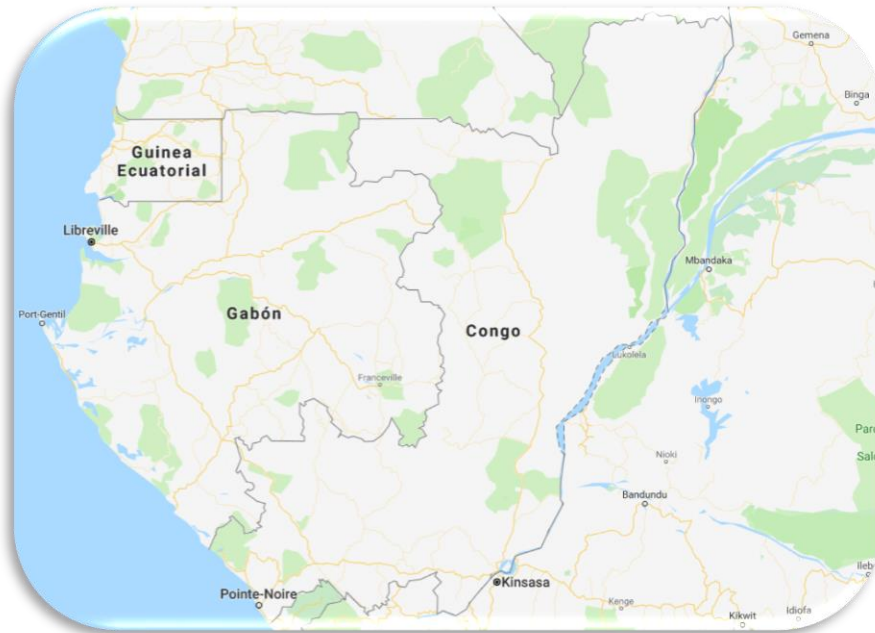 Gemena
Binga
Guinea
Ecuatorial
Libreville
Mbandaka
Port-Gentil
Gabón
Congo
Lukolela
Franceville
Inongo
Nioki
Bandundu
Kinsasa
Pointe-Noire
Kenge
Kikwit
Idiofa